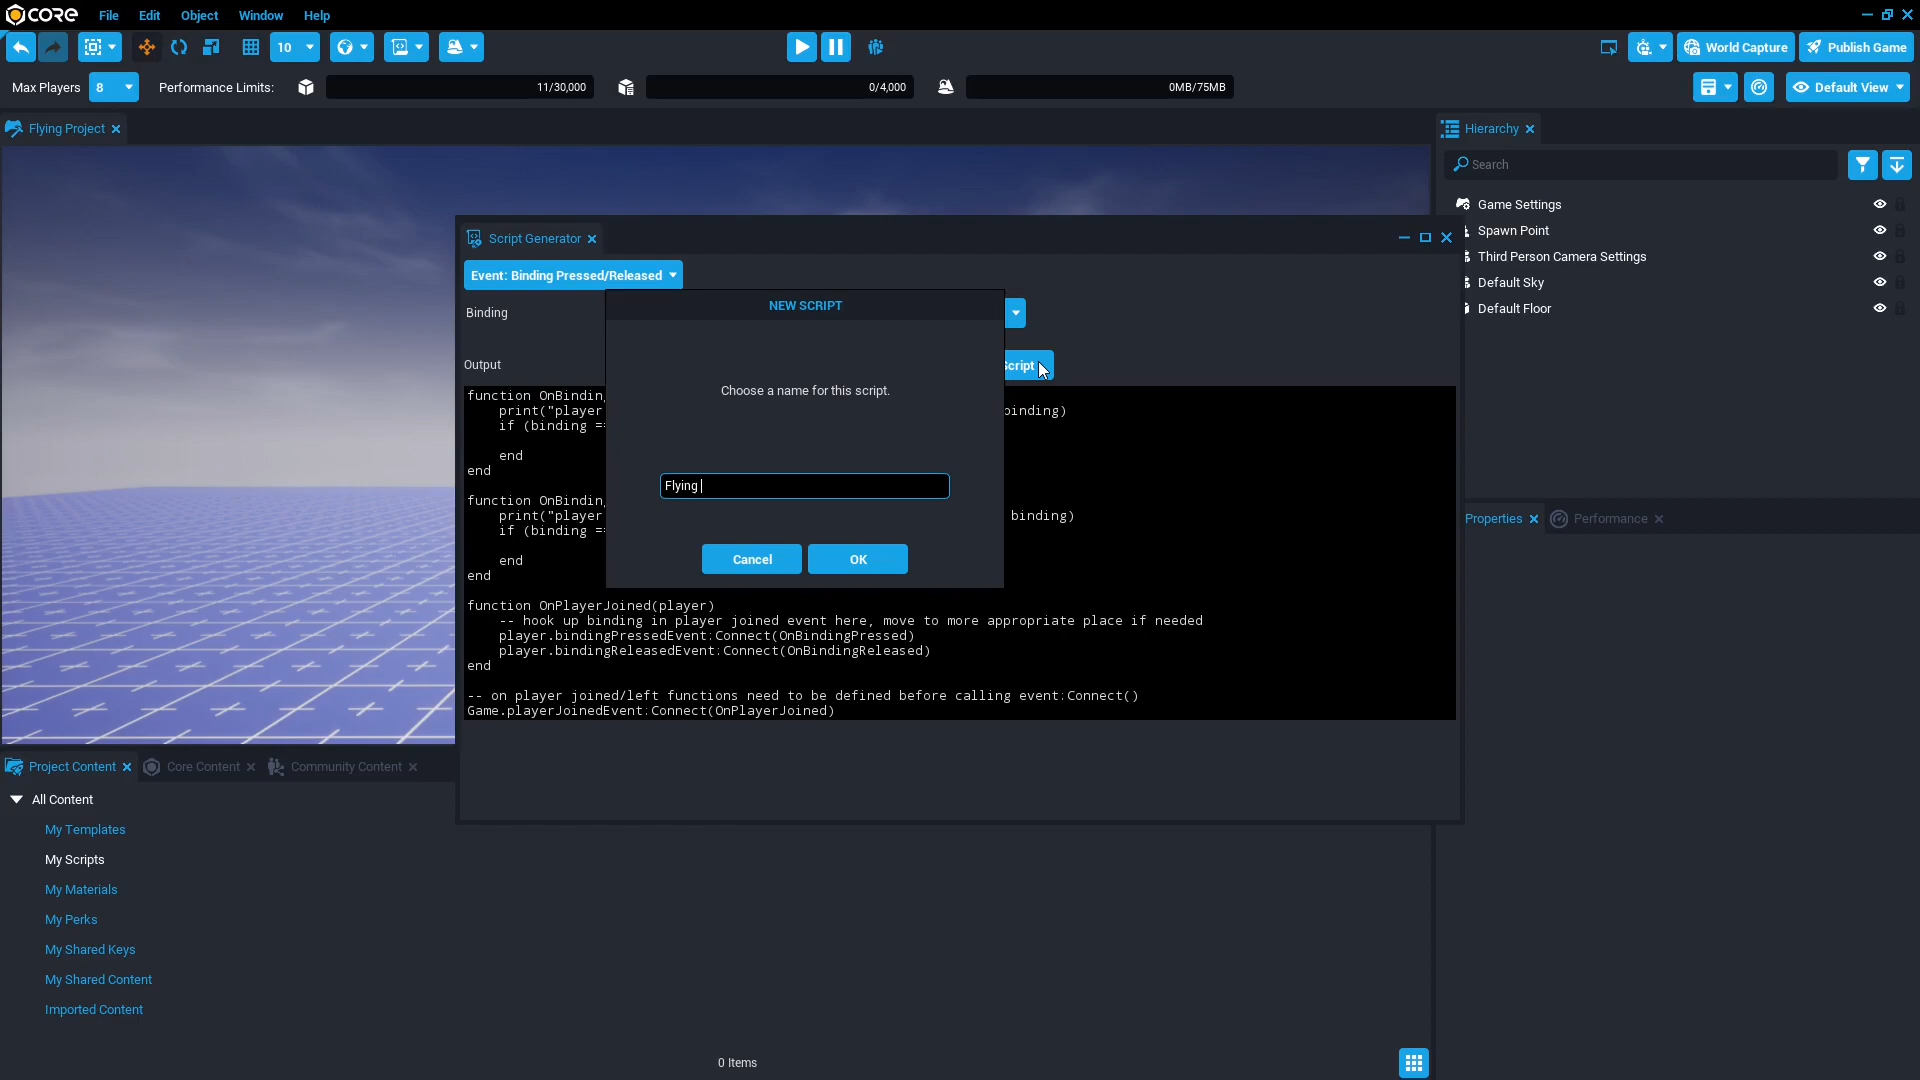 CORE File Edit Object Window Help
10 World Capture Publish Game
Max Players 8 Performance Limits: 11/30,000 0/4,000 0MB/75MB Default View
Flying Project Hierarchy
Search
Game Settings
Spawn Point
Third Person Camera Settings
Default Sky
Default Floor
Script Generator
Event: Binding Pressed/Released
Binding
Output
NEW SCRIPT
Choose a name for this script.
Flying
Cancel OK
Script
function OnBindin
print("player binding)
if (binding ==
end
end
function OnBindin
print("player binding)
if (binding ==
end
end
function OnPlayerJoined(player)
-- hook up binding in player joined event here, move to more appropriate place if needed
player.bindingPressedEvent:Connect(OnBindingPressed)
player.bindingReleasedEvent:Connect(OnBindingReleased)
end
-- on player joined/left functions need to be defined before calling event:Connect()
Game.playerJoinedEvent:Connect(OnPlayerJoined)
Properties Performance
Project Content Core Content Community Content
All Content
My Templates
My Scripts
My Materials
My Perks
My Shared Keys
My Shared Content
Imported Content
0 Items